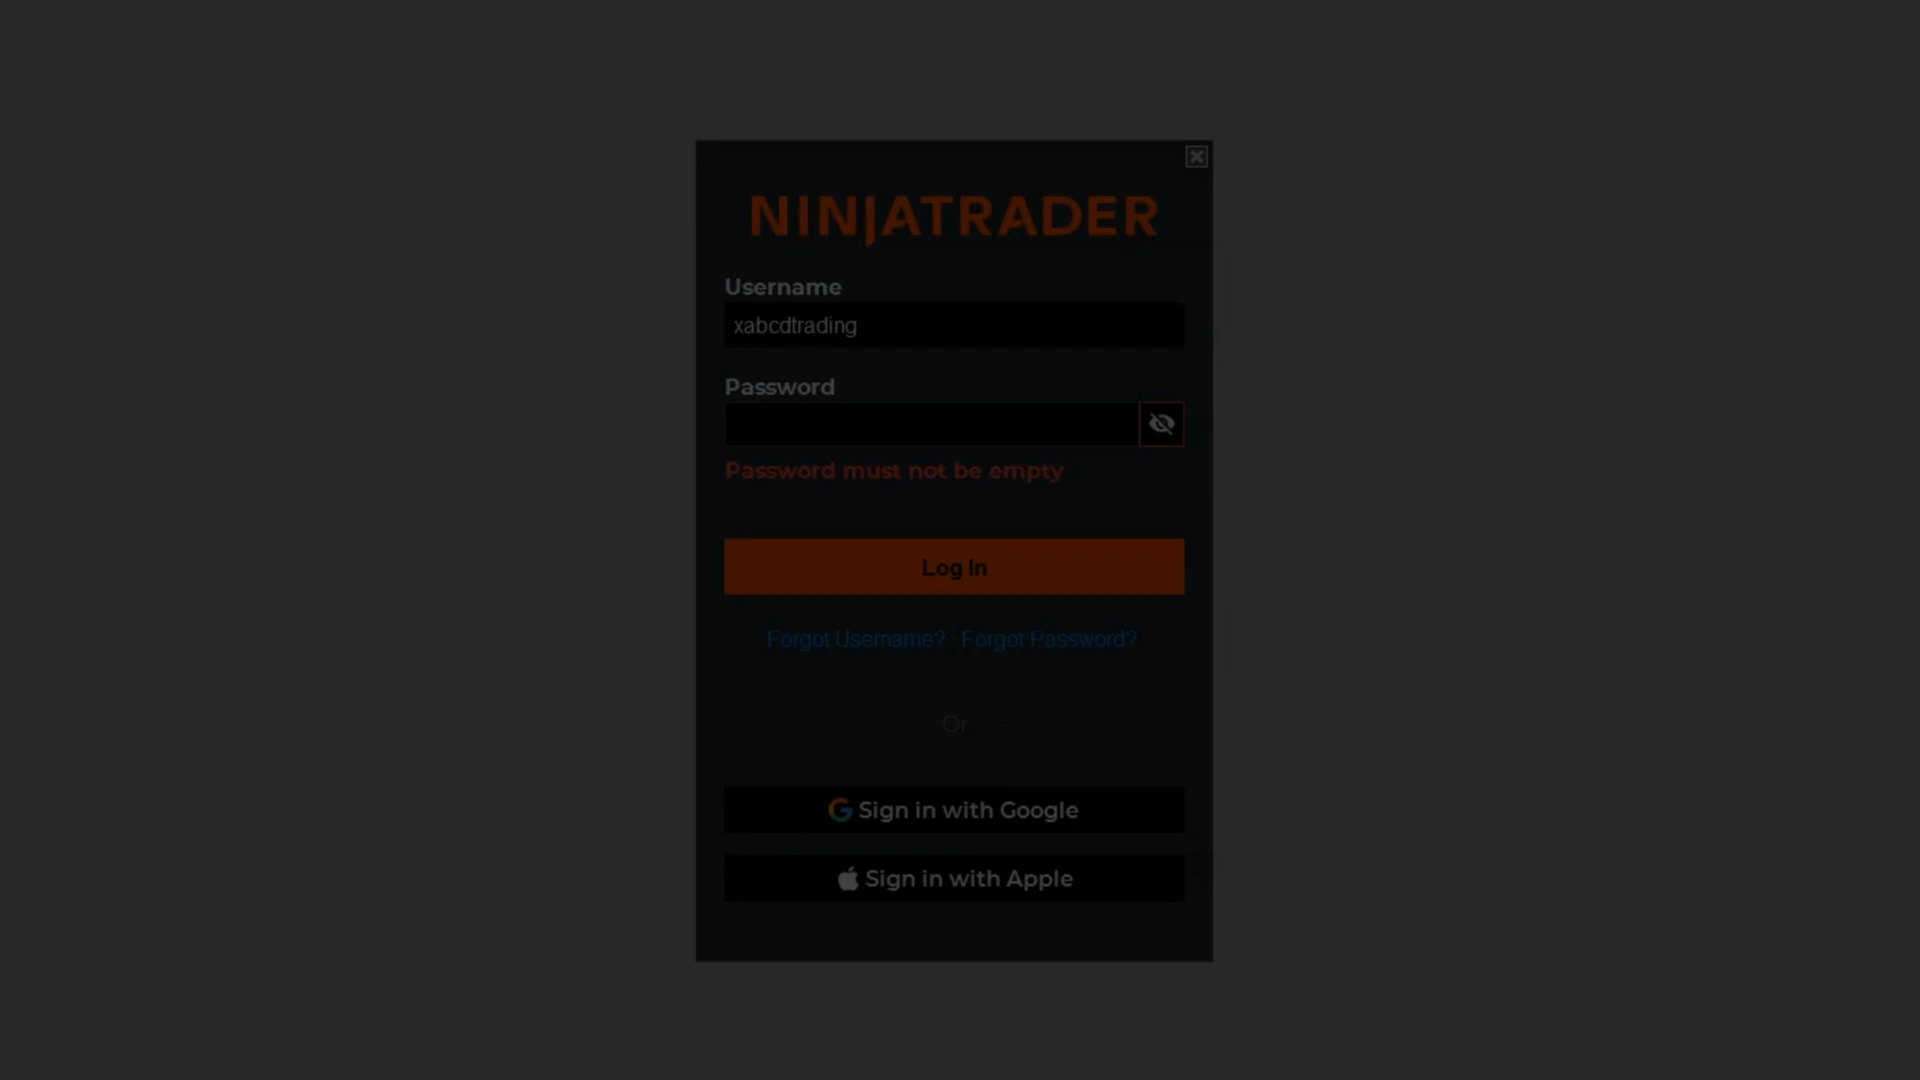 NINJATRADER
Username
xabcdtrading
Password
Password must not be empty
Log In
Forgot Username? Forgot Password?
Or
Sign in with Google
Sign in with Apple